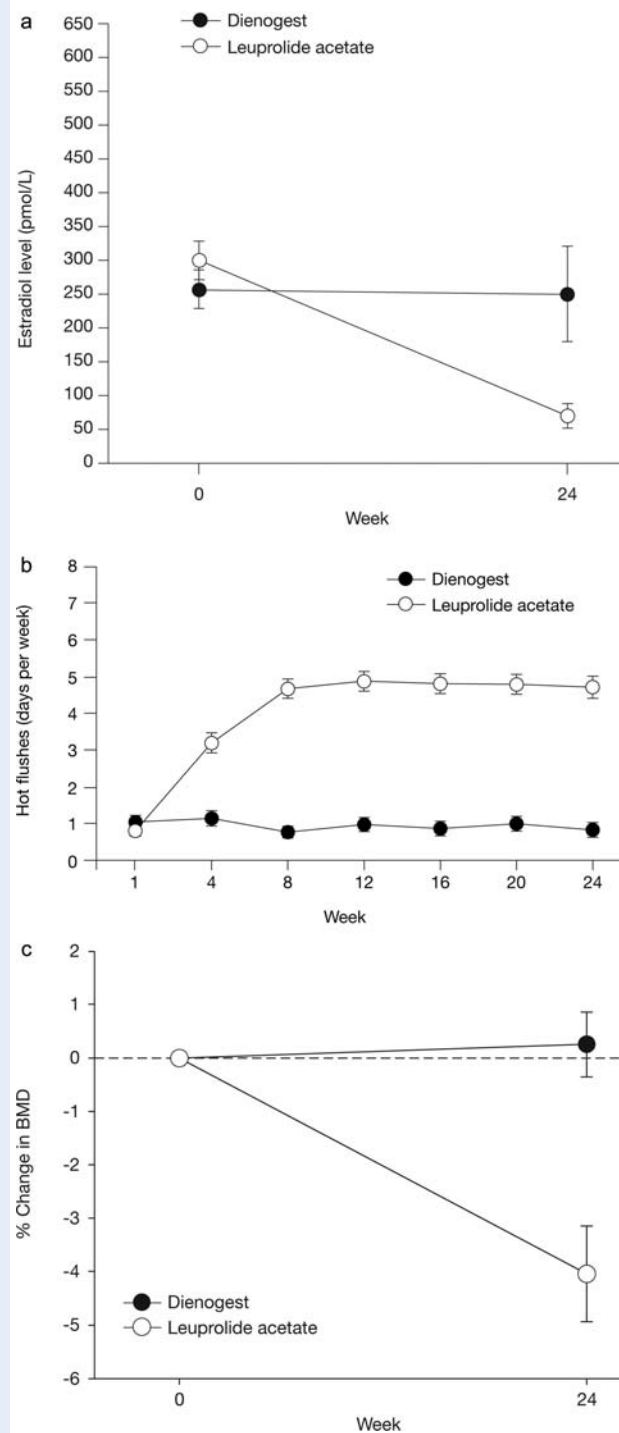 a
650
Dienogest
600
Leuprolide acetate
550
500
450
400
350
300
250
200
150
100
50
0
Estradiol level (pmol/L)
0
24
Week
b
8
Dienogest
7
Leuprolide acetate
6
5
4
3
2
1
0
Hot flushes (days per week)
1 4 8 12 16 20 24
Week
c
2
1
0
-1
-2
-3
-4
-5
-6
% Change in BMD
Dienogest
Leuprolide acetate
0
24
Week